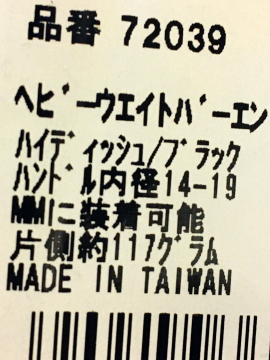 品番 72039
ヘビーウエイトバーエン
ハイディッシュ/ブラック
ハンドル内径14-19
MMに装着可能
片側約117グラム
MADE IN TAIWAN